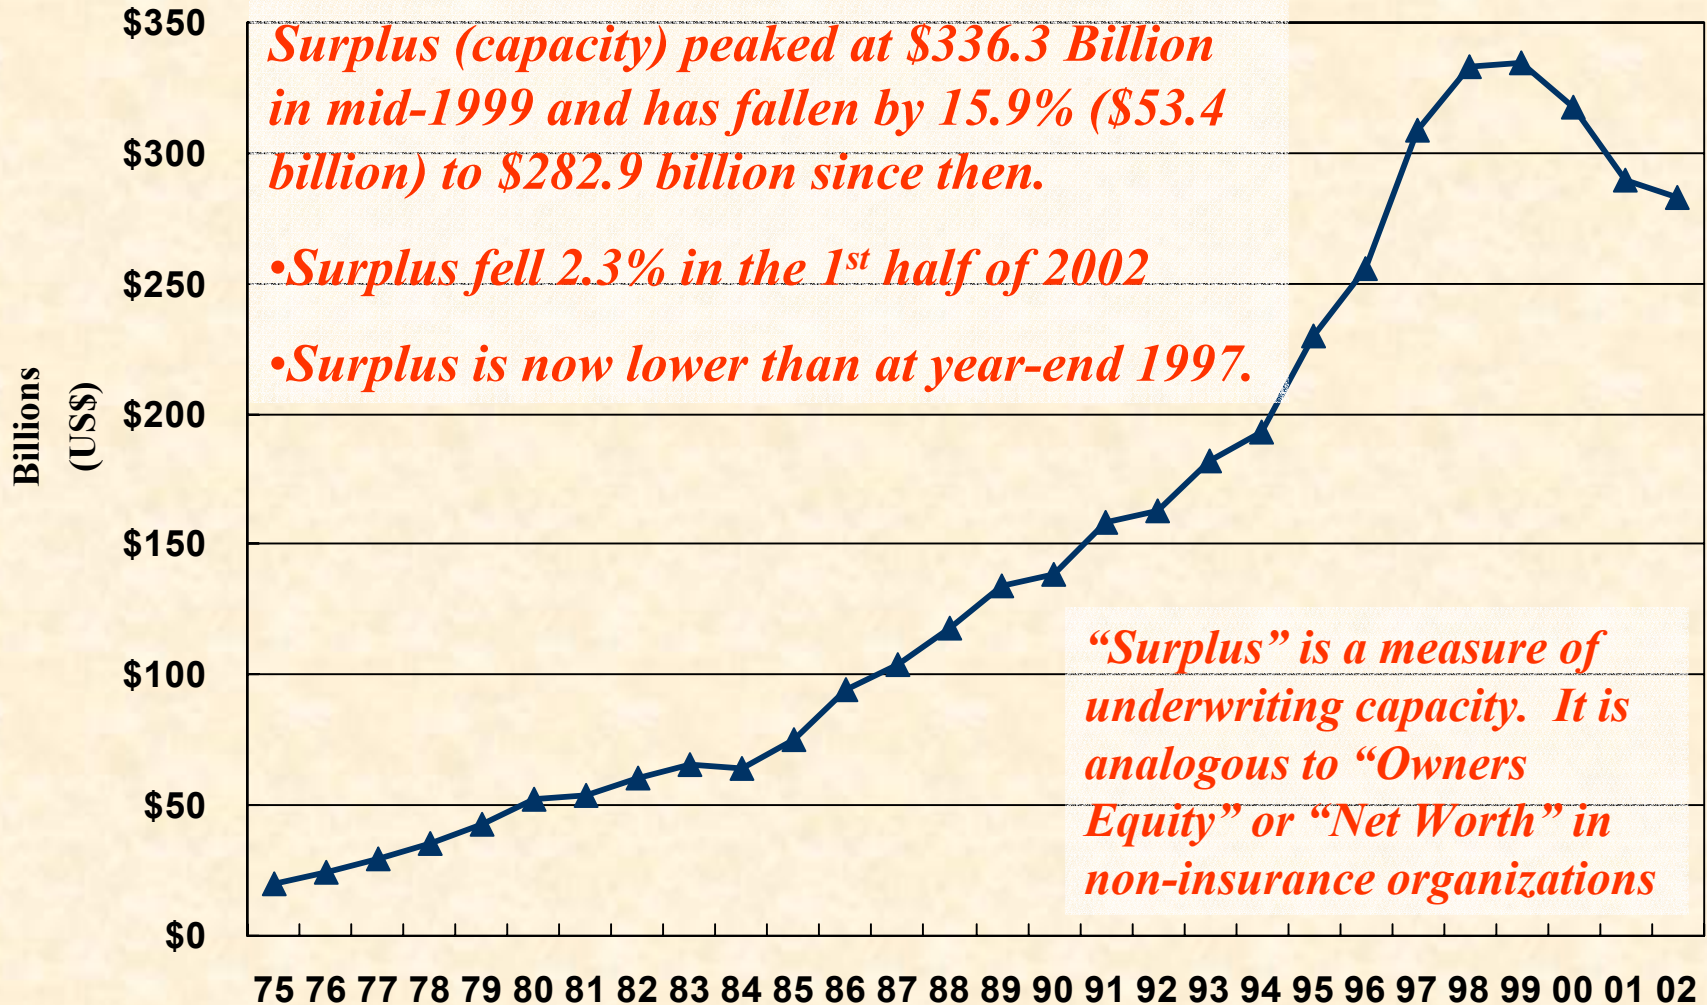 $350
$300
$250
$200
$150
$100
$50
$0
Billions
(US$)
Surplus (capacity) peaked at $336.3 Billion
in mid-1999 and has fallen by 15.9% ($53.4
billion) to $282.9 billion since then.
•Surplus fell 2.3% in the 1st half of 2002
•Surplus is now lower than at year-end 1997.
“Surplus” is a measure of
underwriting capacity. It is
analogous to “Owners
Equity” or “Net Worth” in
non-insurance organizations
75 76 77 78 79 80 81 82 83 84 85 86 87 88 89 90 91 92 93 94 95 96 97 98 99 00 01 02